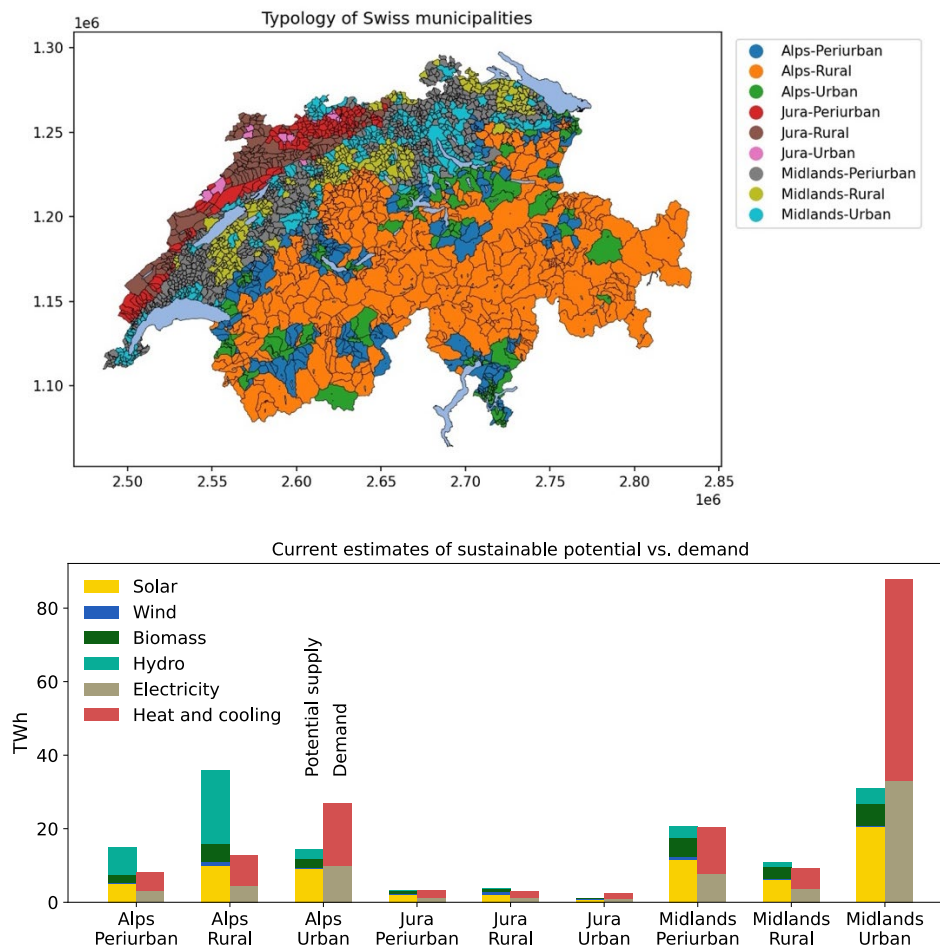 Typology of Swiss municipalities
1e6
1.30
1.25
1.20
1.15
1.10
2.50
2.55
2.60
2.65
2.70
2.75
2.80
2.85
1e6
Alps-Periurban
Alps-Rural
Alps-Urban
Jura-Periurban
Jura-Rural
Jura-Urban
Midlands-Periurban
Midlands-Rural
Midlands-Urban
Current estimates of sustainable potential vs. demand
TWh
80
60
40
20
0
Solar
Wind
Biomass
Hydro
Electricity
Heat and cooling
Potential supply
Demand
Alps
Periurban
Alps
Rural
Alps
Urban
Jura
Periurban
Jura
Rural
Jura
Urban
Midlands
Periurban
Midlands
Rural
Midlands
Urban